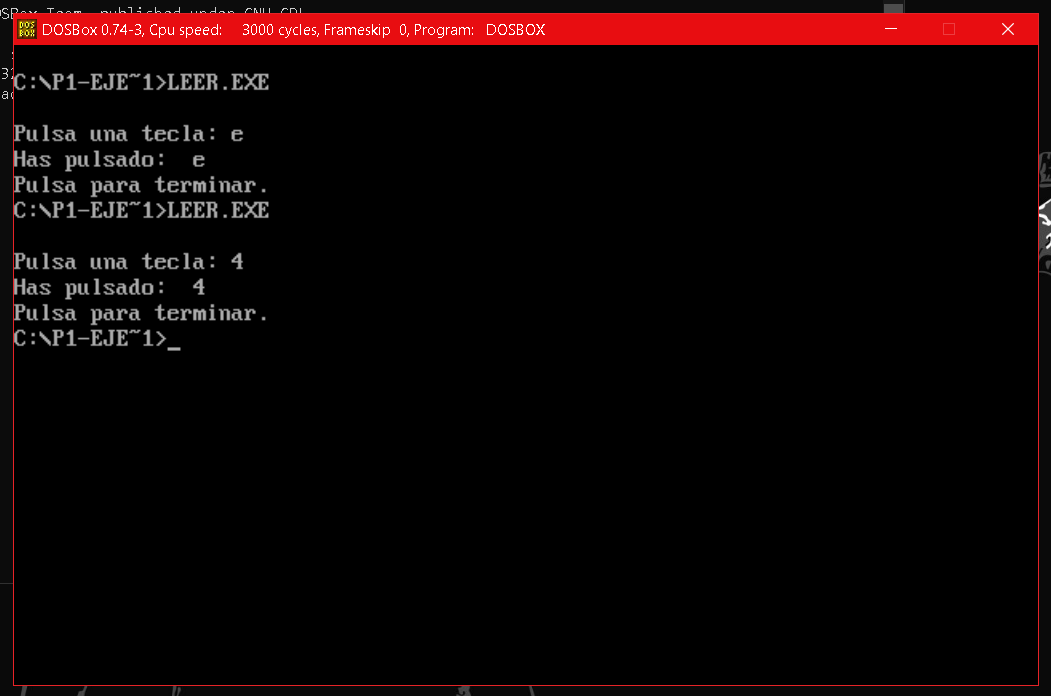 DOSBox 0.74-3, Cpu speed: 3000 cycles, Frameskip 0, Program: DOSBOX
C:\P1-EJE~1>LEER.EXE
Pulsa una tecla: e
Has pulsado:  e
Pulsa para terminar.
C:\P1-EJE~1>LEER.EXE
Pulsa una tecla: 4
Has pulsado:  4
Pulsa para terminar.
C:\P1-EJE~1>_